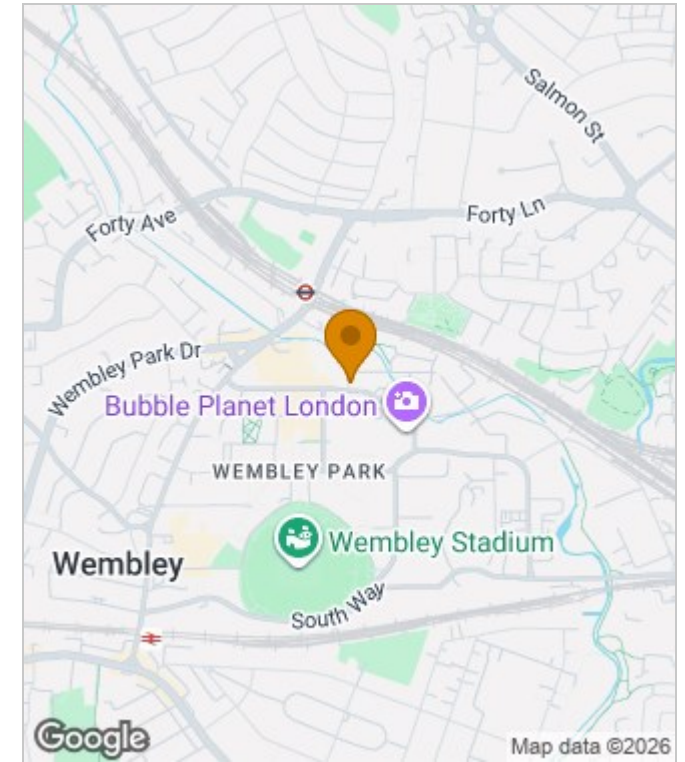 Salmon St
Forty Ave
Forty Ln
Wembley Park Dr
Bubble Planet London
WEMBLEY PARK
Wembley Stadium
Wembley
South Way
Google
Map data ©2026